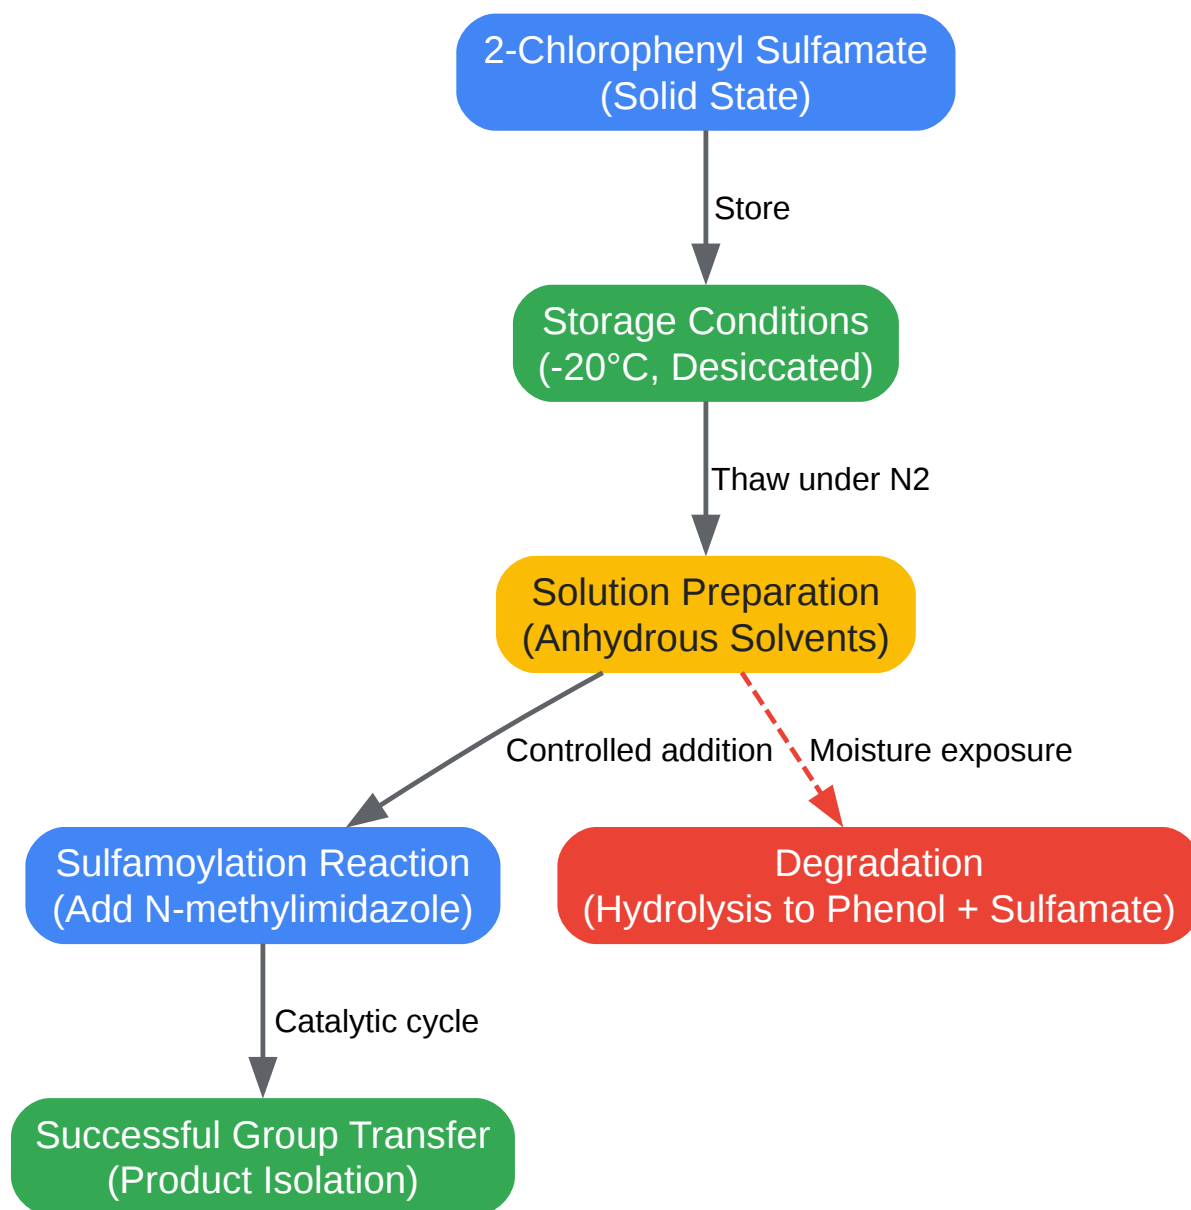 2-Chlorophenyl Sulfamate
(Solid State)
Store
Storage Conditions
(-20°C, Desiccated)
Thaw under N2
Solution Preparation
(Anhydrous Solvents)
Controlled addition
Moisture exposure
Sulfamoylation Reaction
(Add N-methylimidazole)
Degradation
(Hydrolysis to Phenol + Sulfamate)
Catalytic cycle
Successful Group Transfer
(Product Isolation)